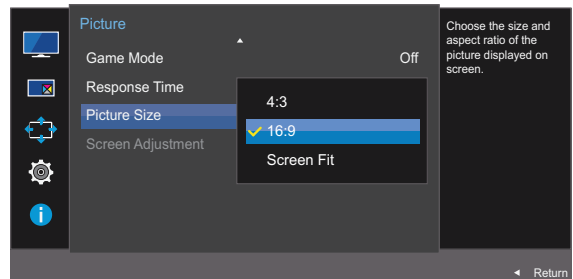 Picture
Game Mode Off
Response Time
Picture Size
Screen Adjustment
4:3
16:9
Screen Fit
Choose the size and
aspect ratio of the
picture displayed on
screen.
Return